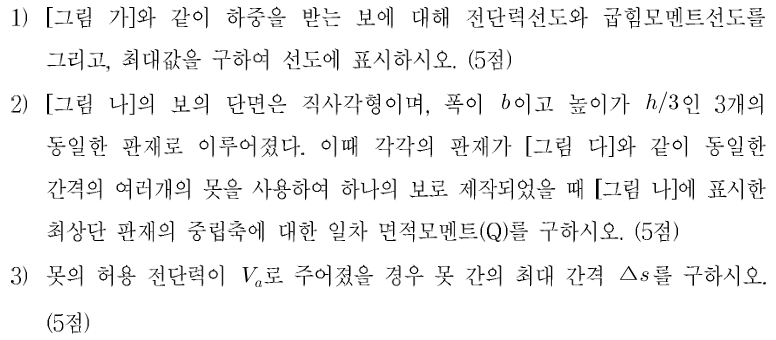 1) [그림 가]와 같이 하중을 받는 보에 대해 전단력선도와 굽힘모멘트선도를
그리고, 최대값을 구하여 선도에 표시하시오. (5점)
2) [그림 나]의 보의 단면은 직사각형이며, 폭이 b이고 높이가 h/3인 3개의
동일한 판재로 이루어졌다. 이때 각각의 판재가 [그림 다]와 같이 동일한
간격의 여러개의 못을 사용하여 하나의 보로 제작되었을 때 [그림 나]에 표시한
최상단 판재의 중립축에 대한 일차 면적모멘트(Q)를 구하시오. (5점)
3) 못의 허용 전단력이 Vₐ로 주어졌을 경우 못 간의 최대 간격 Δs를 구하시오.
(5점)